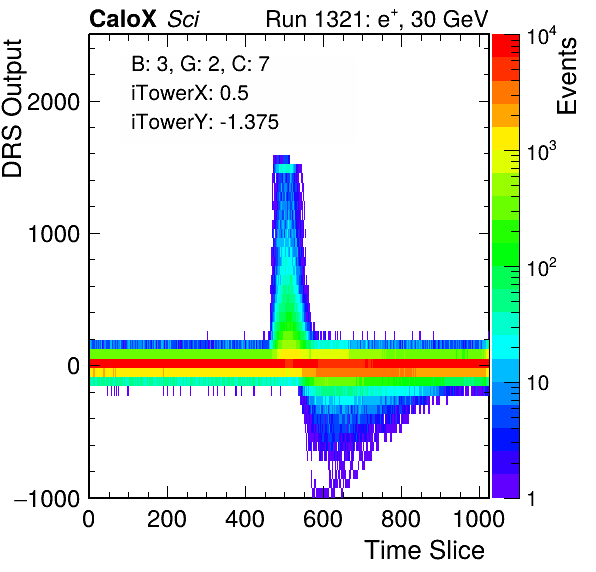 CaloX Sci Run 1321: e+, 30 GeV
B: 3, G: 2, C: 7
iTowerX: 0.5
iTowerY: -1.375
DRS Output
2000
1000
0
−1000
0 200 400 600 800 1000
Time Slice
Events
10^4
10^3
10^2
10
1